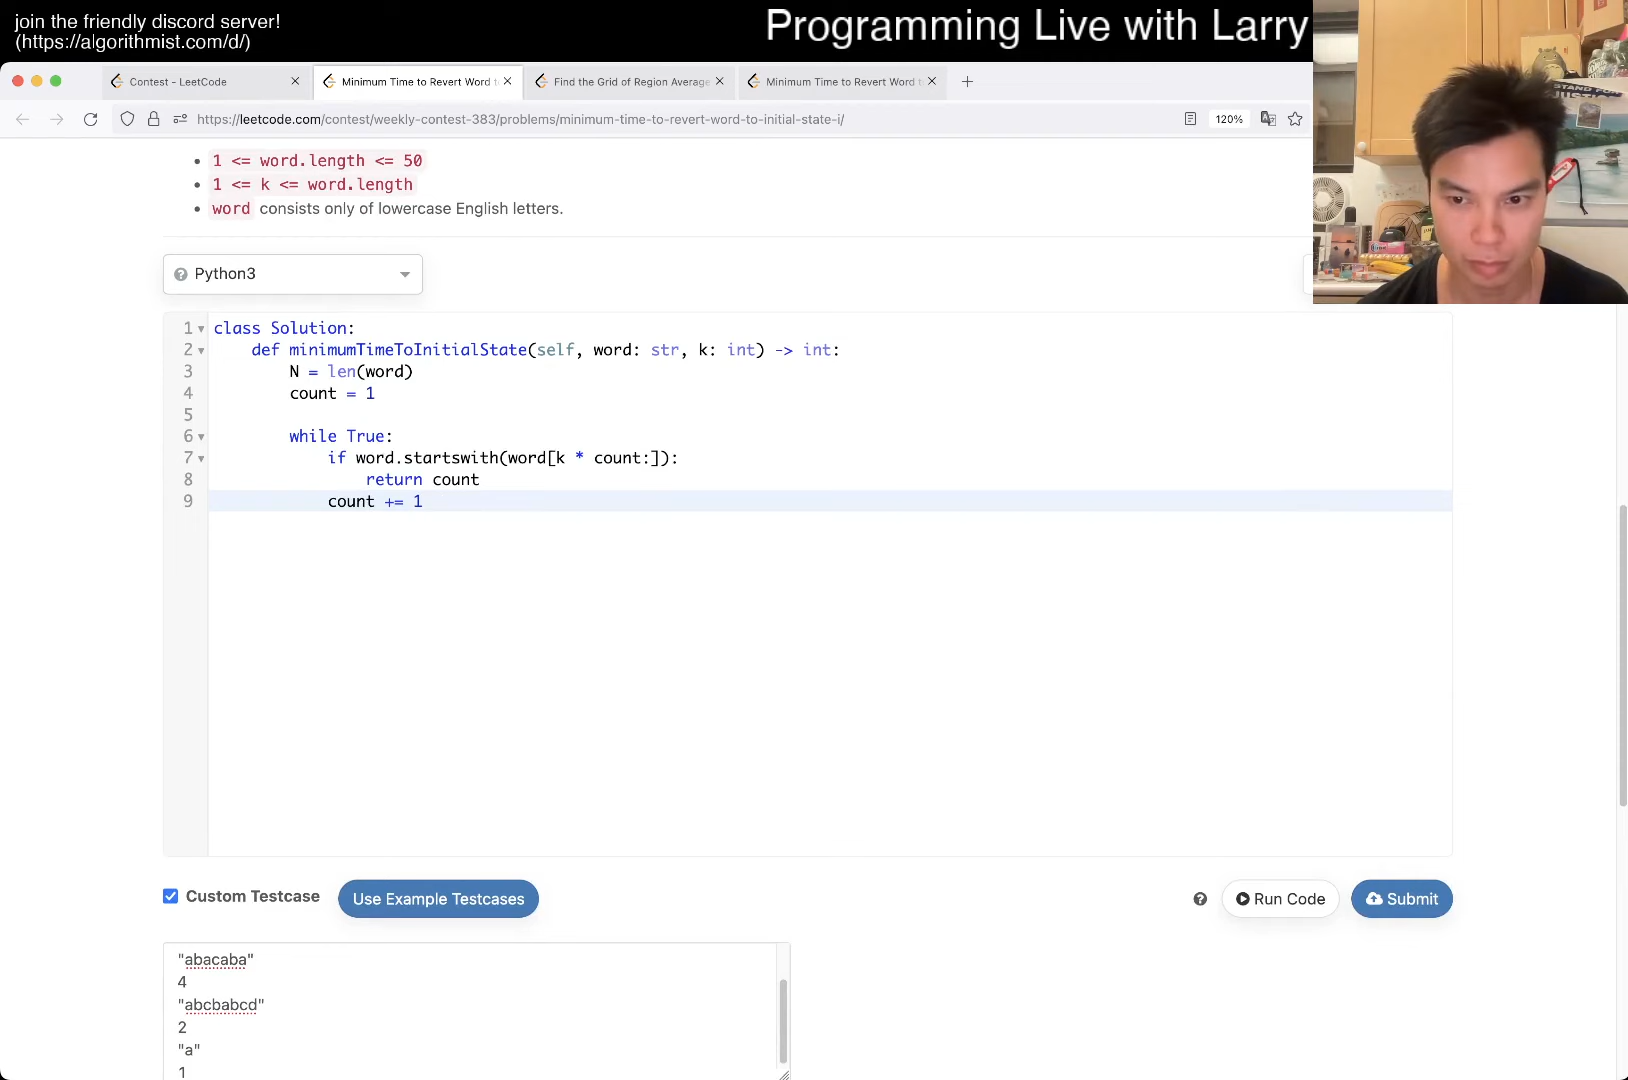 join the friendly discord server!
(https://algorithmist.com/d/)
Programming Live with Larry
Contest - LeetCode
Minimum Time to Revert Word t
Find the Grid of Region Average
Minimum Time to Revert Word t
https://leetcode.com/contest/weekly-contest-383/problems/minimum-time-to-revert-word-to-initial-state-i/
120%
1 <= word.length <= 50
1 <= k <= word.length
word consists only of lowercase English letters.
Python3
1 class Solution:
2 def minimumTimeToInitialState(self, word: str, k: int) -> int:
3 N = len(word)
4 count = 1
5
6 while True:
7 if word.startswith(word[k * count:]):
8 return count
9 count += 1
Custom Testcase
Use Example Testcases
Run Code
Submit
"abacaba"
4
"abcbabcd"
2
"a"
1